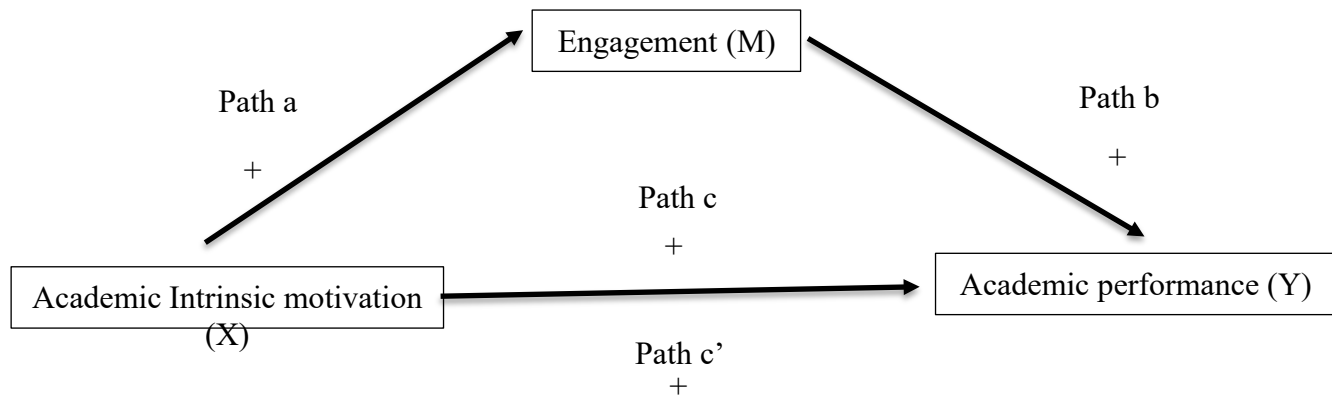 Engagement (M)
Path a
+
Path b
+
Path c
+
Academic Intrinsic motivation
(X)
Academic performance (Y)
Path c’
+